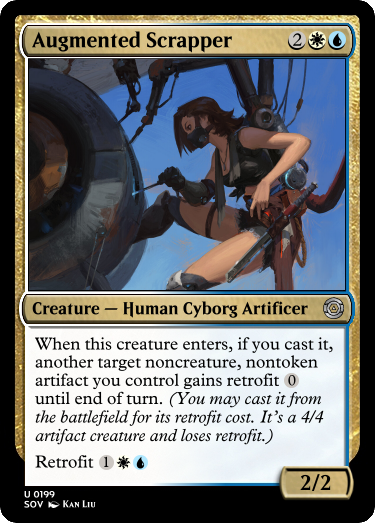 Augmented Scrapper 2
Creature — Human Cyborg Artificer
When this creature enters, if you cast it,
another target noncreature, nontoken
artifact you control gains retrofit 0
until end of turn. (You may cast it from
the battlefield for its retrofit cost. It's a 4/4
artifact creature and loses retrofit.)
Retrofit 1
2/2
U 0199
SOV Kan Liu